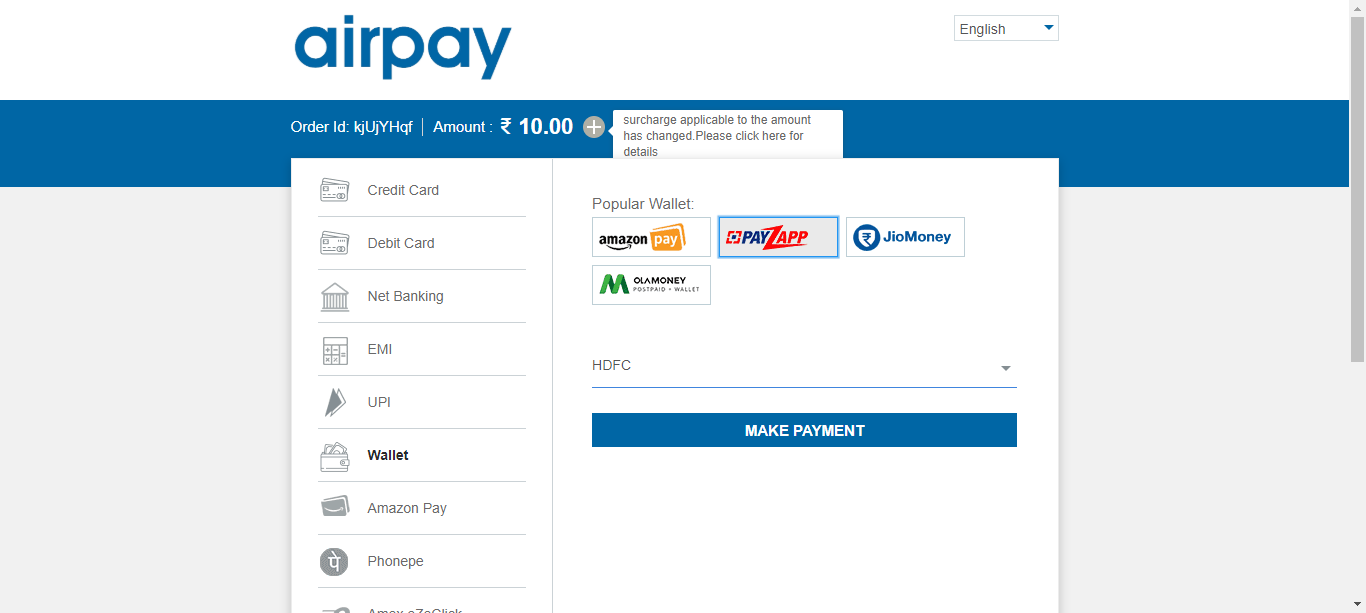 airpay
English
Order Id: kjUjYHqf
Amount : ₹ 10.00
surcharge applicable to the amount
has changed.Please click here for
details
Credit Card
Debit Card
Net Banking
EMI
UPI
Wallet
Amazon Pay
Phonepe
Amex eZeClick
Popular Wallet:
amazon pay
PAYZAPP
JioMoney
OLAMONEY
POSTPAID + WALLET
HDFC
MAKE PAYMENT